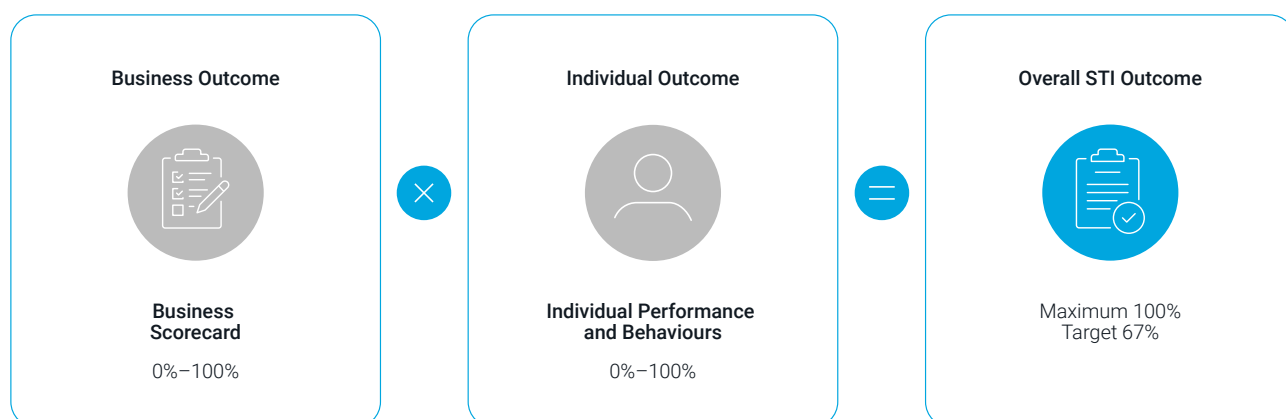 Business Outcome
Business
Scorecard
0%–100%
Individual Outcome
Individual Performance
and Behaviours
0%–100%
Overall STI Outcome
Maximum 100%
Target 67%